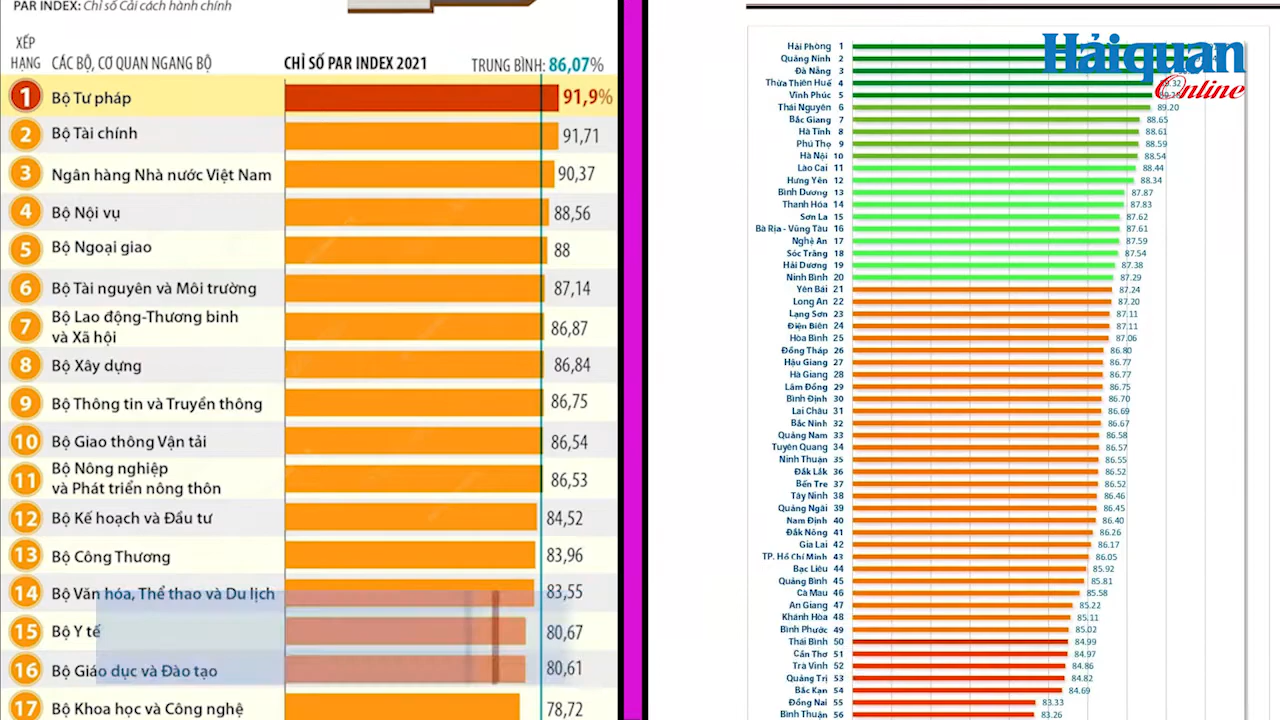 PAR INDEX: Chỉ số Cải cách hành chính
XẾP
HẠNG
CÁC BỘ, CƠ QUAN NGANG BỘ
CHỈ SỐ PAR INDEX 2021
TRUNG BÌNH: 86,07%
1 Bộ Tư pháp 91,9%
2 Bộ Tài chính 91,71
3 Ngân hàng Nhà nước Việt Nam 90,37
4 Bộ Nội vụ 88,56
5 Bộ Ngoại giao 88
6 Bộ Tài nguyên và Môi trường 87,14
7 Bộ Lao động-Thương binh
và Xã hội 86,87
8 Bộ Xây dựng 86,84
9 Bộ Thông tin và Truyền thông 86,75
10 Bộ Giao thông Vận tải 86,54
11 Bộ Nông nghiệp
và Phát triển nông thôn 86,53
12 Bộ Kế hoạch và Đầu tư 84,52
13 Bộ Công Thương 83,96
14 Bộ Văn hóa, Thể thao và Du lịch 83,55
15 Bộ Y tế 80,67
16 Bộ Giáo dục và Đào tạo 80,61
17 Bộ Khoa học và Công nghệ 78,72
Hải quan
Online
Hải Phòng 1
Quảng Ninh 2
Đà Nẵng 3
Thừa Thiên Huế 4
Vĩnh Phúc 5
Thái Nguyên 6 89.20
Bắc Giang 7 88.65
Hà Tĩnh 8 88.61
Phú Thọ 9 88.59
Hà Nội 10 88.54
Lào Cai 11 88.44
Hưng Yên 12 88.34
Bình Dương 13 87.87
Thanh Hóa 14 87.83
Sơn La 15 87.62
Bà Rịa - Vũng Tàu 16 87.61
Nghệ An 17 87.59
Sóc Trăng 18 87.54
Hải Dương 19 87.38
Ninh Bình 20 87.29
Yên Bái 21 87.24
Long An 22 87.20
Lạng Sơn 23 87.11
Điện Biên 24 87.11
Hòa Bình 25 87.06
Đồng Tháp 26 86.80
Hậu Giang 27 86.77
Hà Giang 28 86.77
Lâm Đồng 29 86.75
Bình Định 30 86.70
Lai Châu 31 86.69
Bắc Ninh 32 86.67
Quảng Nam 33 86.58
Tuyên Quang 34 86.57
Ninh Thuận 35 86.55
Đắk Lắk 36 86.52
Bến Tre 37 86.52
Tây Ninh 38 86.46
Quảng Ngãi 39 86.45
Nam Định 40 86.40
Đắk Nông 41 86.26
Gia Lai 42 86.17
TP. Hồ Chí Minh 43 86.05
Bạc Liêu 44 85.92
Quảng Bình 45 85.81
Cà Mau 46 85.58
An Giang 47 85.22
Khánh Hòa 48 85.11
Bình Phước 49 85.02
Thái Bình 50 84.99
Cần Thơ 51 84.97
Trà Vinh 52 84.86
Quảng Trị 53 84.82
Bắc Kạn 54 84.69
Đồng Nai 55 83.33
Bình Thuận 56 83.26